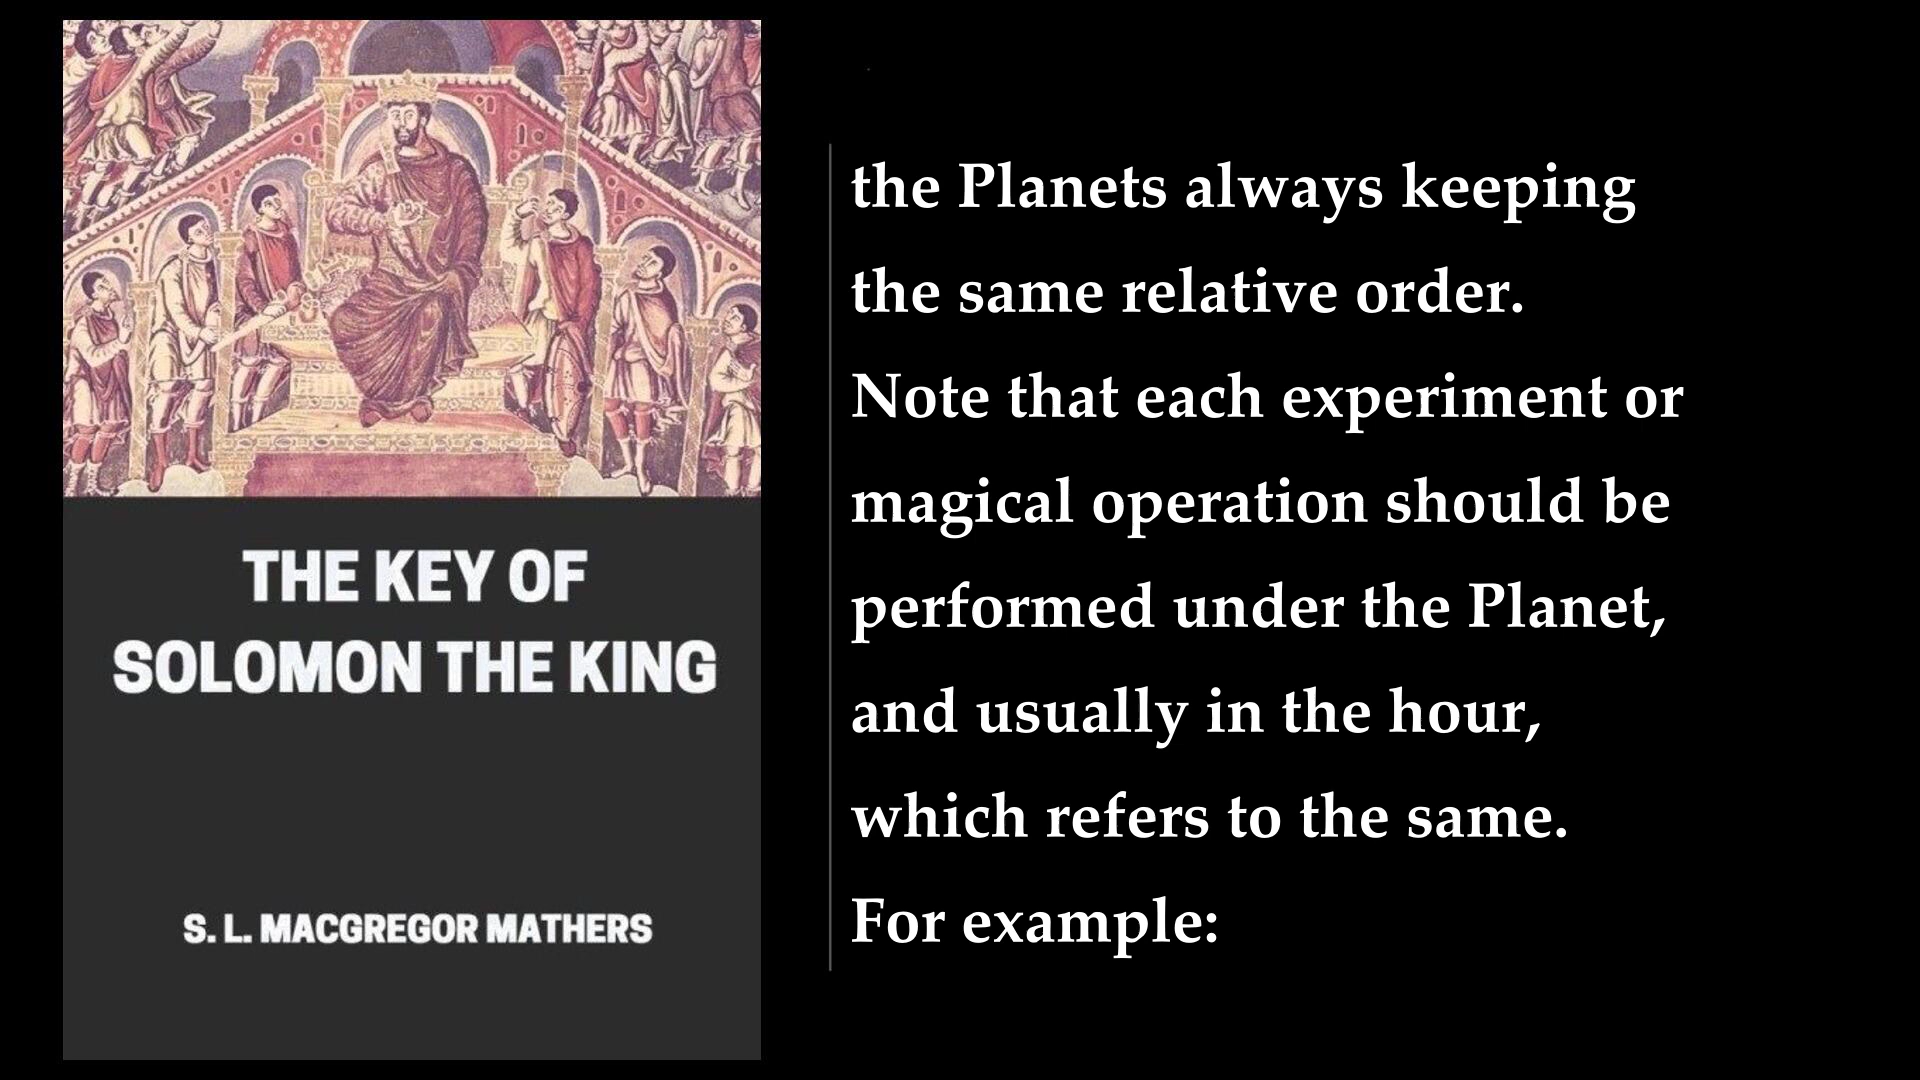 THE KEY OF
SOLOMON THE KING
S. L. MACGREGOR MATHERS
the Planets always keeping
the same relative order.
Note that each experiment or
magical operation should be
performed under the Planet,
and usually in the hour,
which refers to the same.
For example: